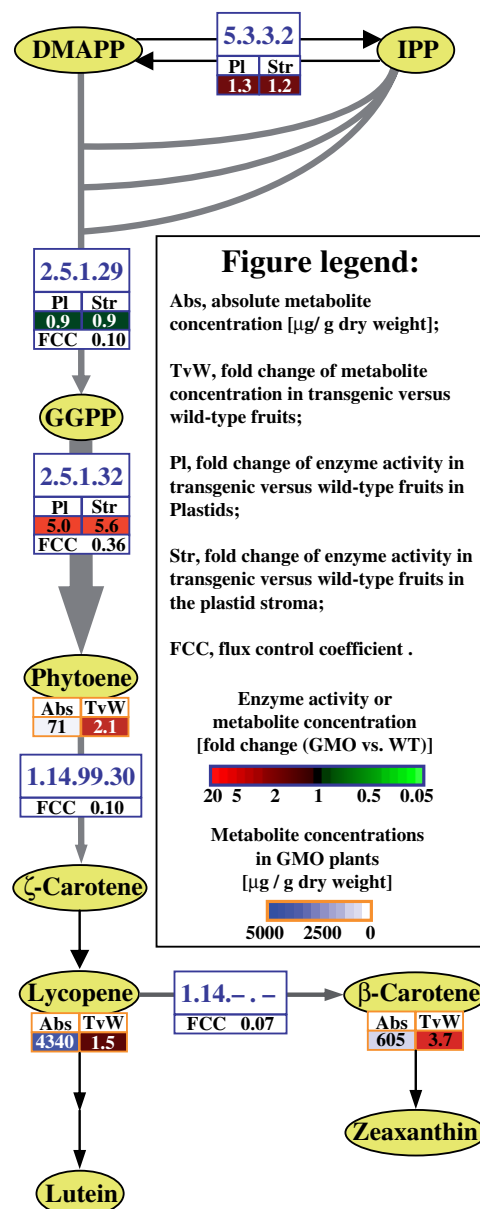 DMAPP
5.3.3.2
IPP
Pl Str
1.3 1.2
2.5.1.29
Pl Str
0.9 0.9
FCC 0.10
GGPP
2.5.1.32
Pl Str
5.0 5.6
FCC 0.36
Phytoene
Abs TvW
71 2.1
1.14.99.30
FCC 0.10
ζ-Carotene
Lycopene
Abs TvW
4340 1.5
1.14.–.–
FCC 0.07
β-Carotene
Abs TvW
605 3.7
Zeaxanthin
Lutein
Figure legend:
Abs, absolute metabolite
concentration [μg/ g dry weight];
TvW, fold change of metabolite
concentration in transgenic versus
wild-type fruits;
Pl, fold change of enzyme activity in
transgenic versus wild-type fruits in
Plastids;
Str, fold change of enzyme activity in
transgenic versus wild-type fruits in
the plastid stroma;
FCC, flux control coefficient .
Enzyme activity or
metabolite concentration
[fold change (GMO vs. WT)]
20 5 2 1 0.5 0.05
Metabolite concentrations
in GMO plants
[μg / g dry weight]
5000 2500 0